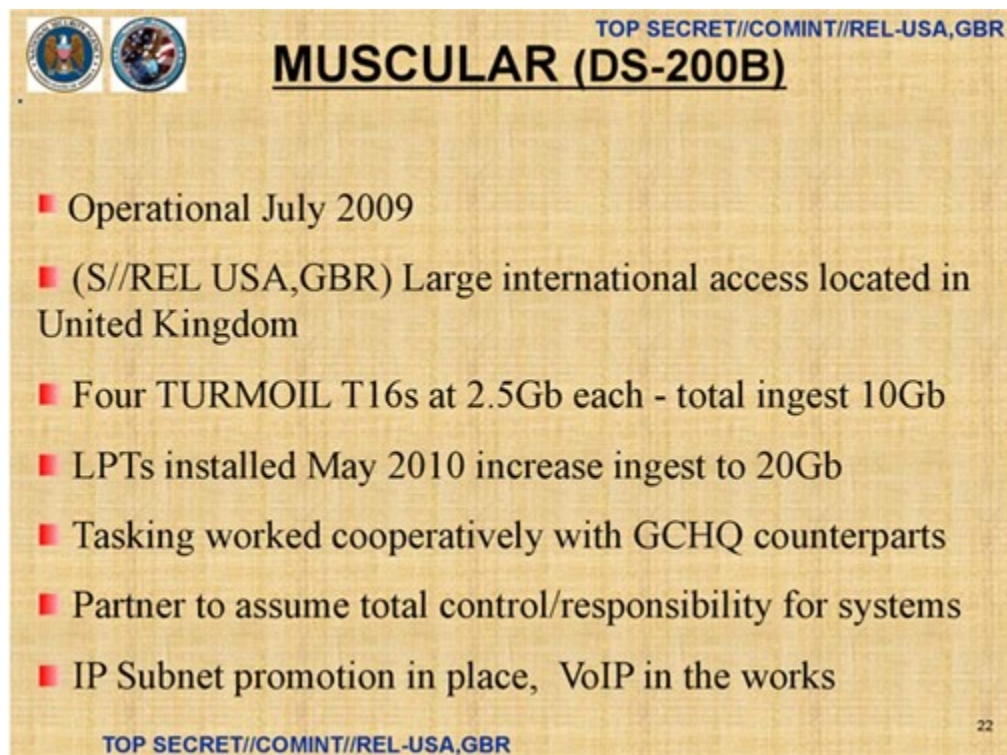 TOP SECRET//COMINT//REL-USA,GBR
MUSCULAR (DS-200B)
Operational July 2009
(S//REL USA,GBR) Large international access located in
United Kingdom
Four TURMOIL T16s at 2.5Gb each - total ingest 10Gb
LPTs installed May 2010 increase ingest to 20Gb
Tasking worked cooperatively with GCHQ counterparts
Partner to assume total control/responsibility for systems
IP Subnet promotion in place,  VoIP in the works
22
TOP SECRET//COMINT//REL-USA,GBR